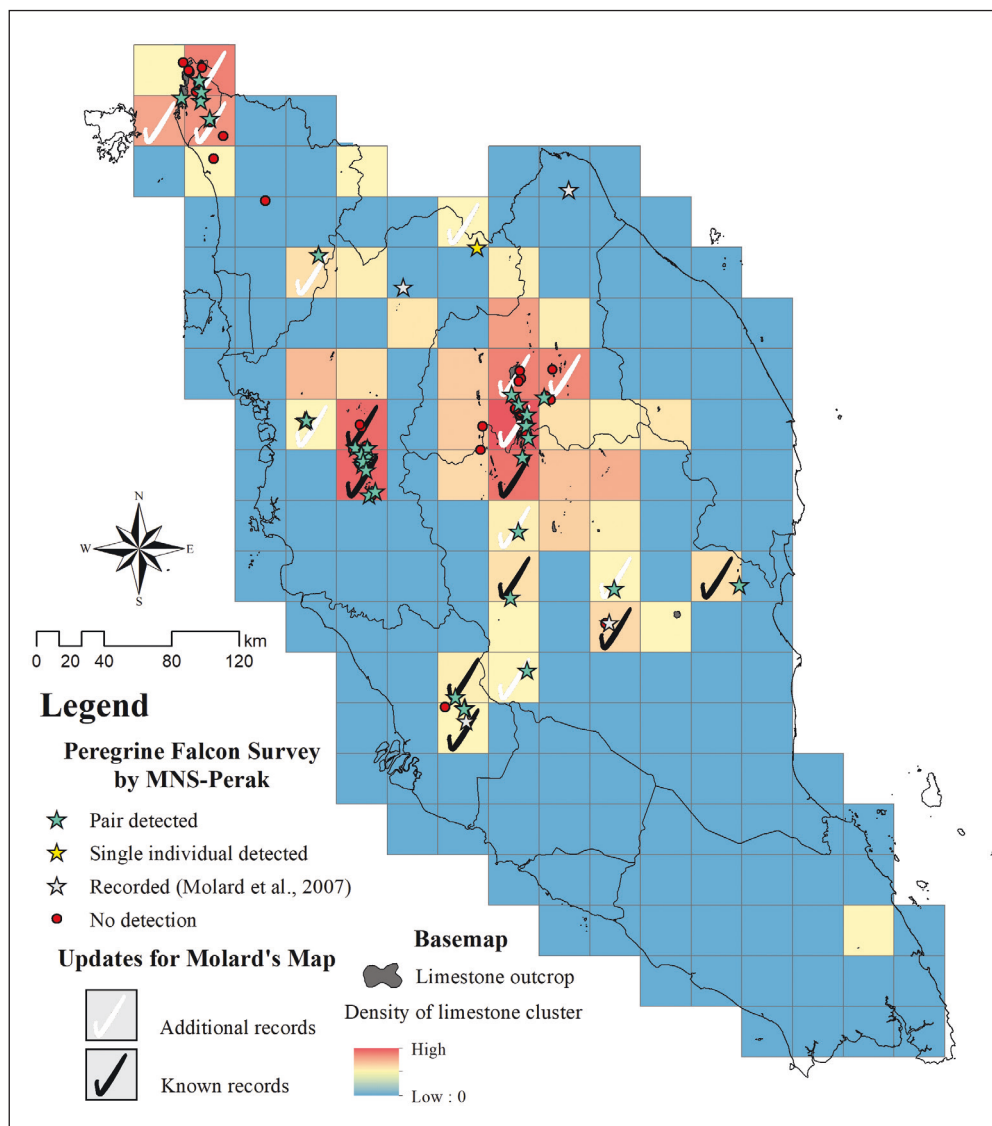 N
W E
S
km
0 20 40 80 120
Legend
Peregrine Falcon Survey
by MNS-Perak
Pair detected
Single individual detected
Recorded (Molard et al., 2007)
No detection
Updates for Molard's Map
Additional records
Known records
Basemap
Limestone outcrop
Density of limestone cluster
High
Low : 0